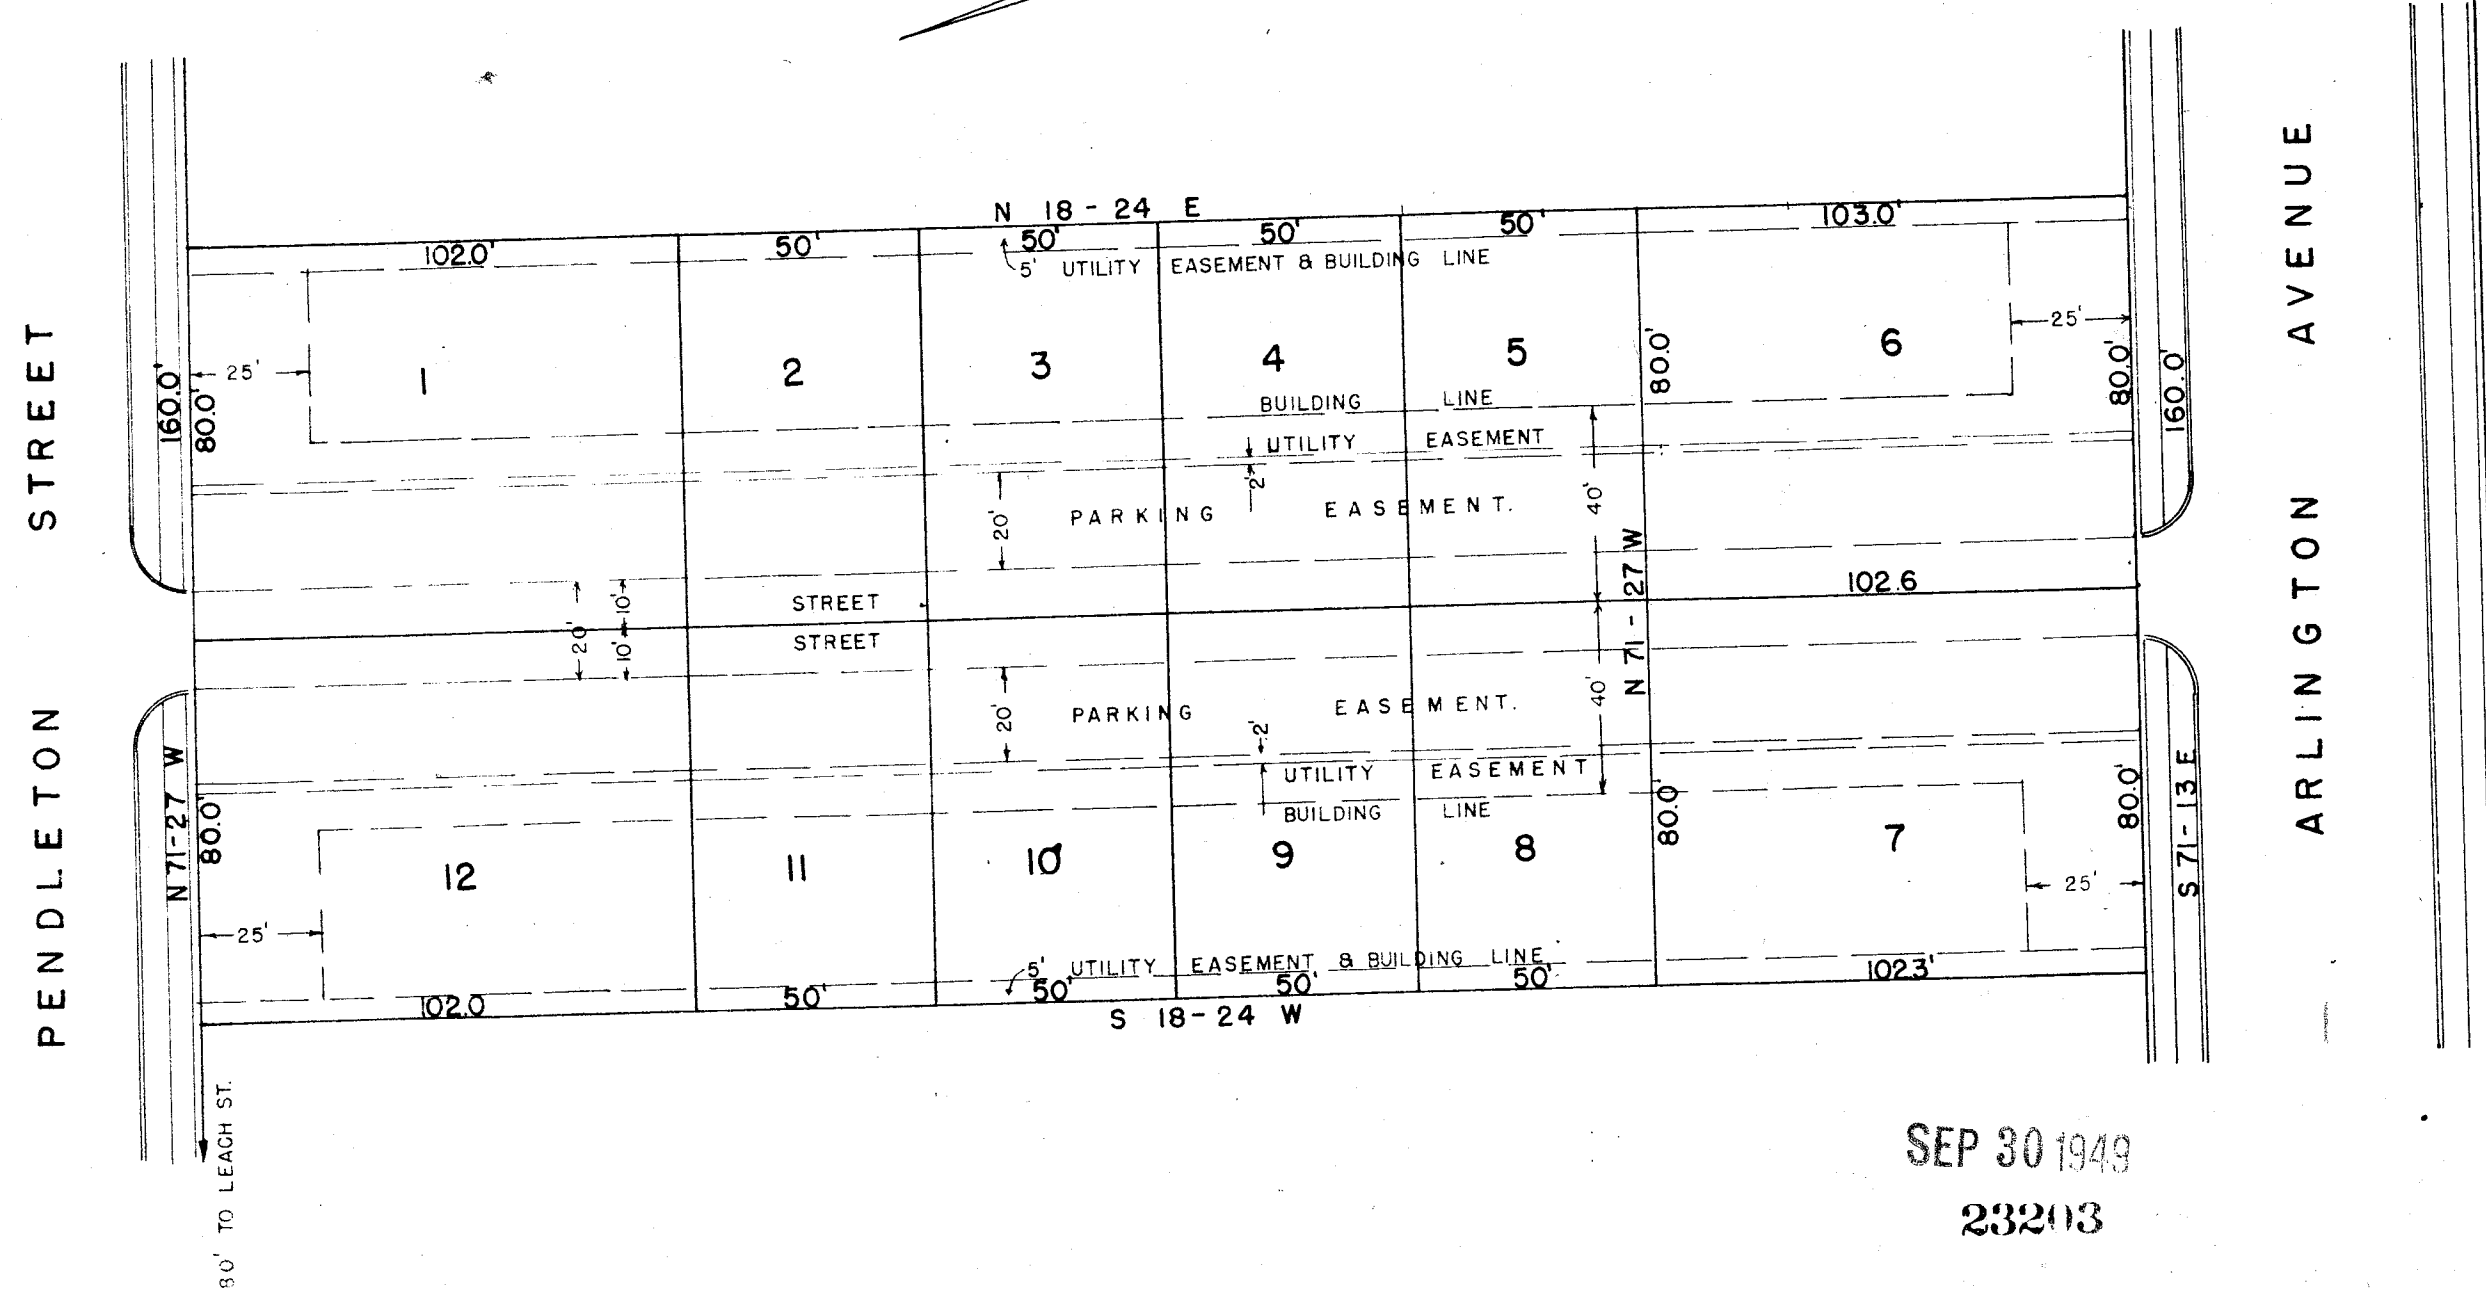 N 18-24 E
102.0'
50'
50'
50'
50'
103.0'
5' UTILITY EASEMENT & BUILDING LINE
PENDLETON STREET
ARLINGTON AVENUE
160.0'
80.0'
25'
1
2
3
4
5
80.0'
6
25'
80.0'
160.0'
BUILDING LINE
UTILITY EASEMENT
2'
20'
PARKING EASEMENT.
40'
N 71-27 W
STREET
102.6
20'
10'
10'
STREET
20'
PARKING EASEMENT.
40'
2'
UTILITY EASEMENT
BUILDING LINE
N 71-27 W
80.0'
25'
12
11
10
9
8
80.0'
7
25'
80.0'
S 71-13 E
5' UTILITY EASEMENT & BUILDING LINE
102.0
50'
50'
50'
50'
102.3'
S 18-24 W
80' TO LEACH ST.
SEP 30 1949
23203